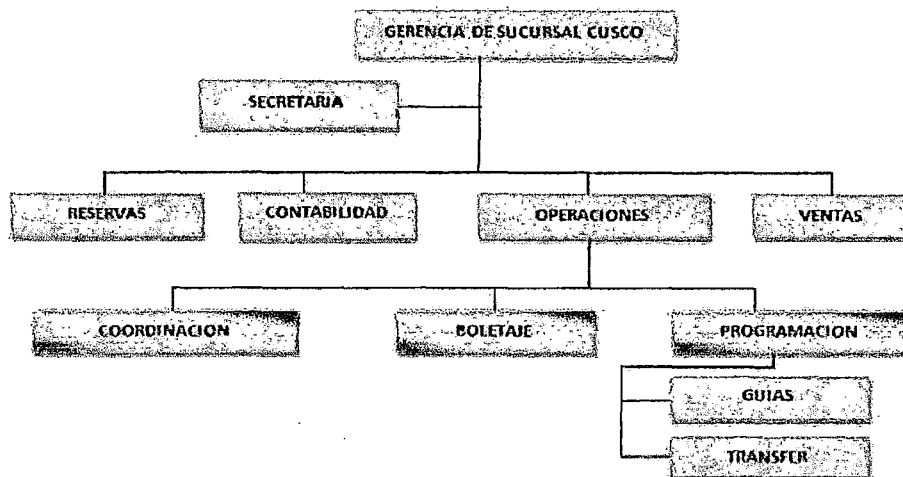 GERENCIA DE SUCURSAL CUSCO
SECRETARIA
RESERVAS
CONTABILIDAD
OPERACIONES
VENTAS
COORDINACION
BOLETAJE
PROGRAMACION
GUIAS
TRANSFER